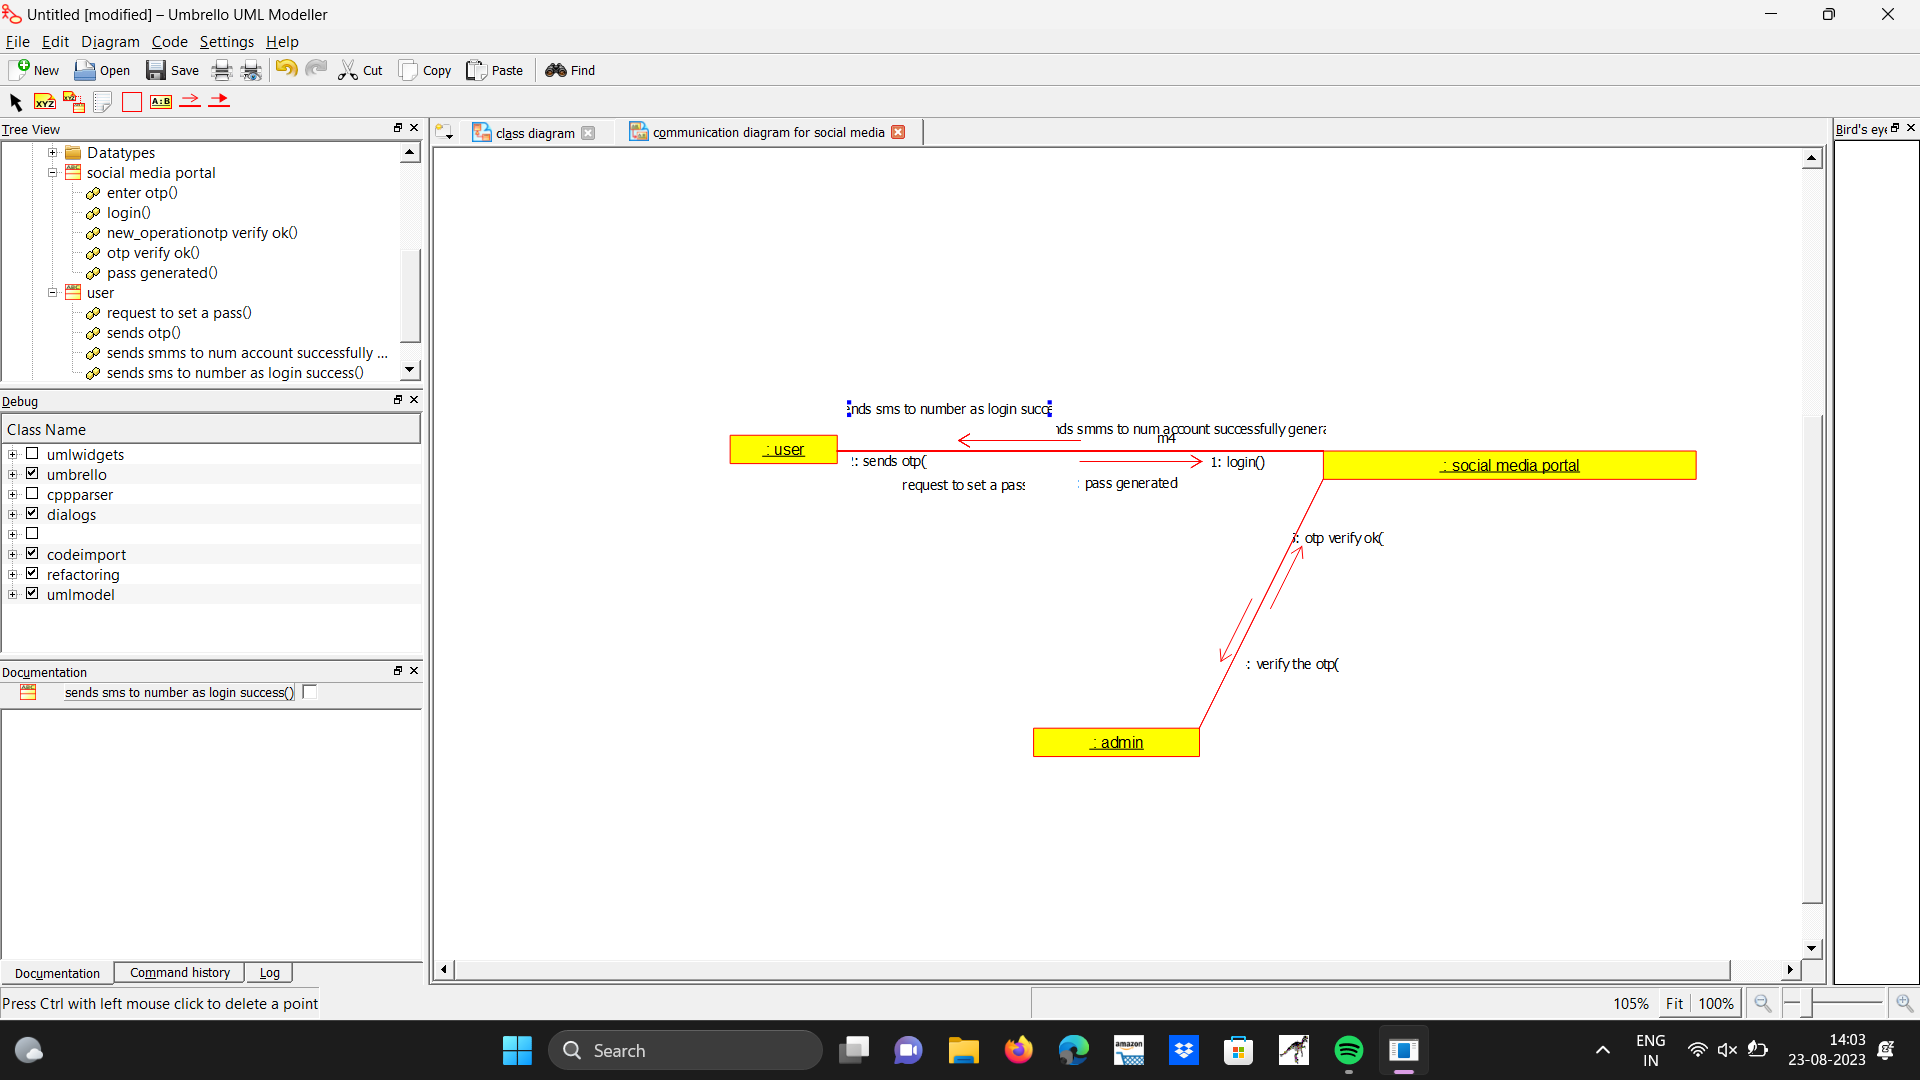 Untitled [modified] – Umbrello UML Modeller
File Edit Diagram Code Settings Help
New Open Save Cut Copy Paste Find
XYZ XYZ A:B
Tree View
Datatypes
social media portal
enter otp()
login()
new_operationotp verify ok()
otp verify ok()
pass generated()
user
request to set a pass()
sends otp()
sends smms to num account successfully ...
sends sms to number as login success()
Debug
Class Name
umlwidgets
umbrello
cppparser
dialogs
codeimport
refactoring
umlmodel
Documentation
sends sms to number as login success()
Documentation Command history Log
Press Ctrl with left mouse click to delete a point
class diagram communication diagram for social media
Bird's eye
ends sms to number as login succe
nds smms to num account successfully genera
m4
: user
: sends otp(
1: login()
: social media portal
request to set a pass
: pass generated
: otp verify ok(
: verify the otp(
: admin
105% Fit 100%
Search
amazon
ENG
IN
14:03
23-08-2023